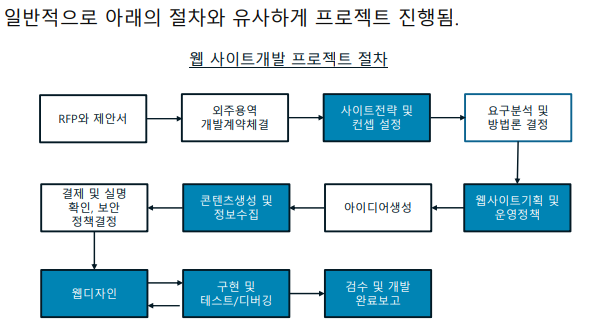 일반적으로 아래의 절차와 유사하게 프로젝트 진행됨.
웹 사이트개발 프로젝트 절차
RFP와 제안서
외주용역
개발계약체결
사이트전략 및
컨셉 설정
요구분석 및
방법론 결정
결제 및 실명
확인, 보안
정책결정
콘텐츠생성 및
정보수집
아이디어생성
웹사이트기획 및
운영정책
웹디자인
구현 및
테스트/디버깅
검수 및 개발
완료보고